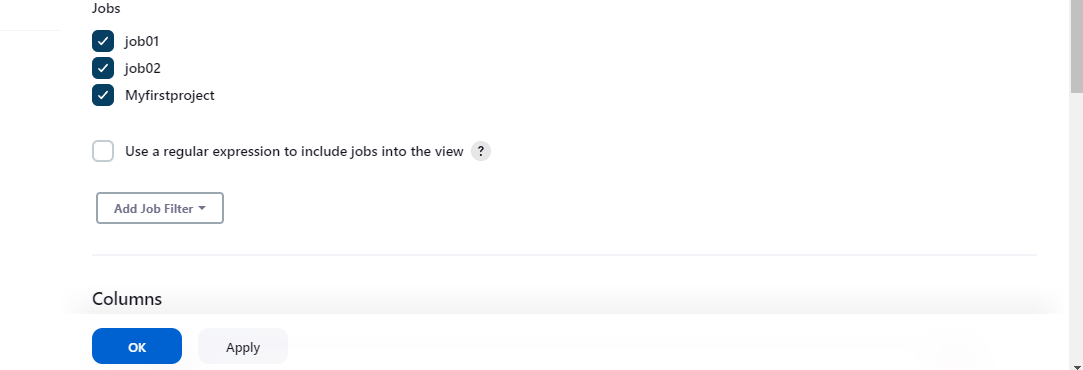 Jobs
job01
job02
Myfirstproject
Use a regular expression to include jobs into the view ?
Add Job Filter
Columns
OK Apply